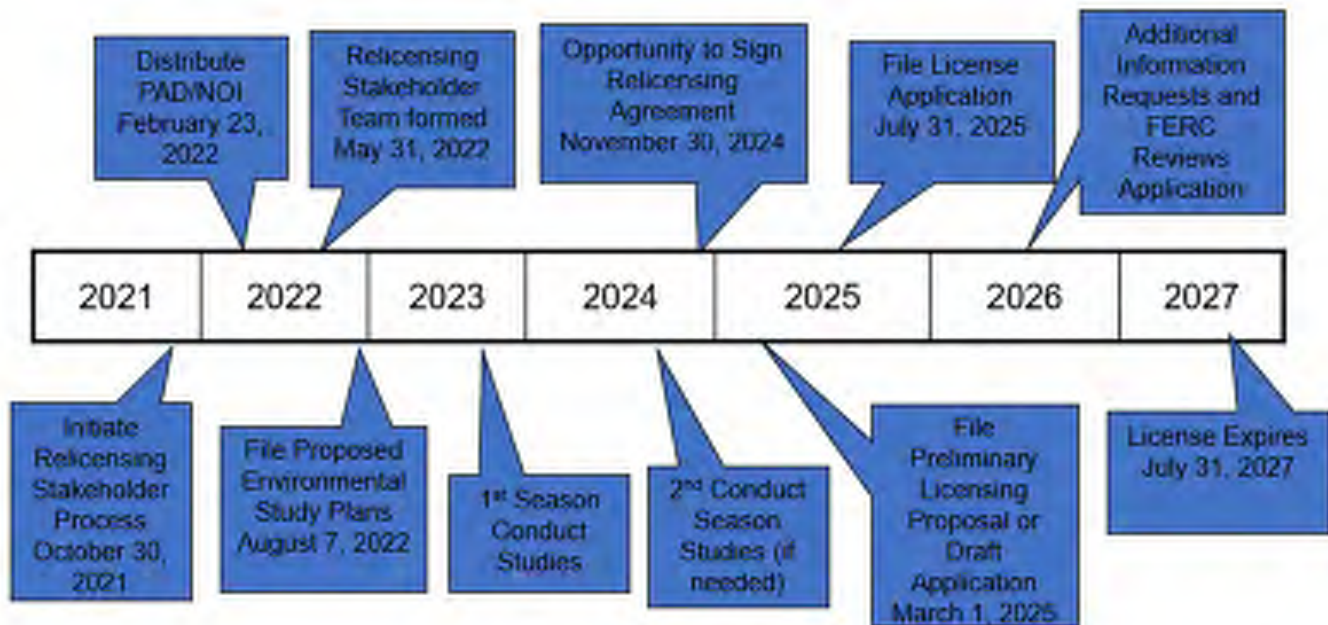 Distribute
PAD/NOI
February 23,
2022
Relicensing
Stakeholder
Team formed
May 31, 2022
Opportunity to Sign
Relicensing
Agreement
November 30, 2024
File License
Application
July 31, 2025
Additional
Information
Requests and
FERC
Reviews
Application
2021
2022
2023
2024
2025
2026
2027
Initiate
Relicensing
Stakeholder
Process
October 30,
2021
File Proposed
Environmental
Study Plans
August 7, 2022
1st Season
Conduct
Studies
2nd Conduct
Season
Studies (if
needed)
File
Preliminary
Licensing
Proposal or
Draft
Application
March 1, 2025
License Expires
July 31, 2027